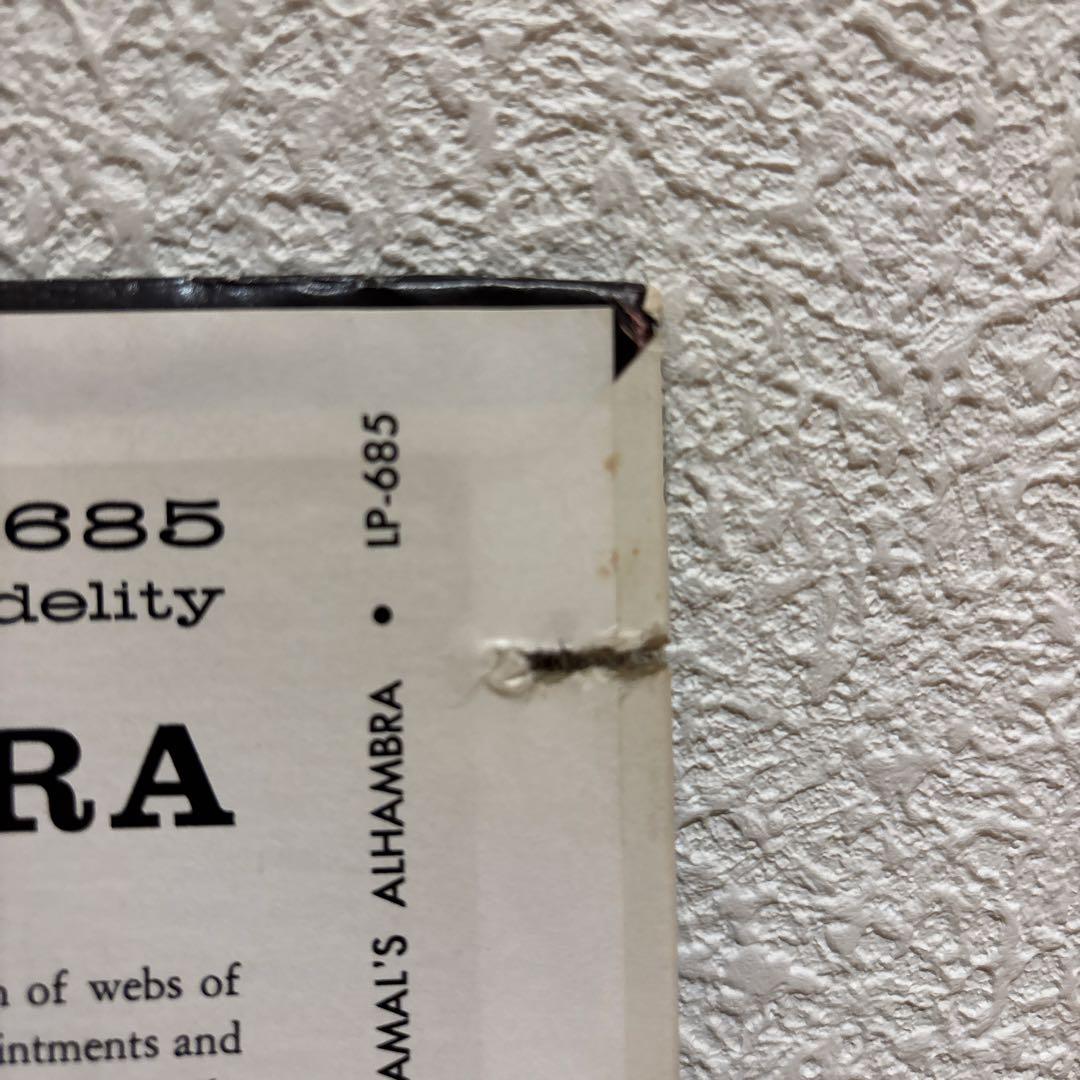 685
delity
RA
of webs of
intments and
AMAL'S ALHAMBRA • LP-685